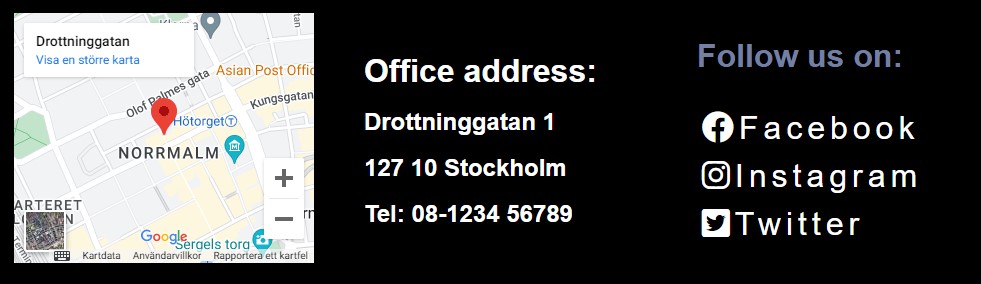 Klara
Drottninggatan
Visa en större karta
Asian Post Offic
Olof Palmes gata
Kungsgatan
Hötorget
NORRMALM
ARTERET
Google
Sergels torg
Kartdata
Användarvillkor
Rapportera ett kartfel
Office address:
Drottninggatan 1
127 10 Stockholm
Tel: 08-1234 56789
Follow us on:
Facebook
Instagram
Twitter